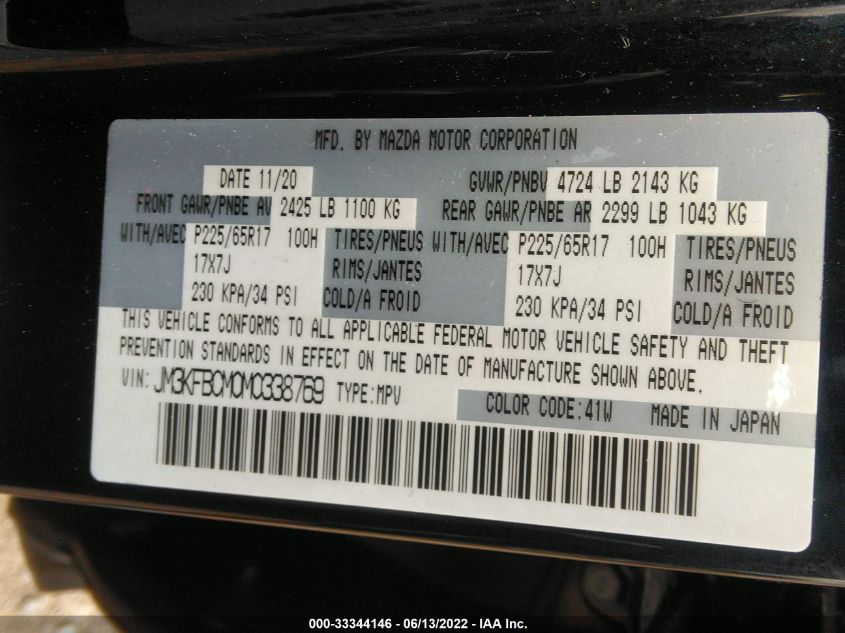 MFD. BY MAZDA MOTOR CORPORATION
DATE 11/20 GVWR/PNBV 4724 LB 2143 KG
FRONT GAWR/PNBE AV 2425 LB 1100 KG REAR GAWR/PNBE AR 2299 LB 1043 KG
WITH/AVEC P225/65R17 100H TIRES/PNEUS WITH/AVEC P225/65R17 100H TIRES/PNEUS
17X7J RIMS/JANTES 17X7J RIMS/JANTES
230 KPA/34 PSI COLD/A FROID 230 KPA/34 PSI COLD/A FROID
THIS VEHICLE CONFORMS TO ALL APPLICABLE FEDERAL MOTOR VEHICLE SAFETY AND THEFT
PREVENTION STANDARDS IN EFFECT ON THE DATE OF MANUFACTURE SHOWN ABOVE.
VIN: JM3KFBCM0M0338769 TYPE:MPV COLOR CODE:41W MADE IN JAPAN
000-33344146 - 06/13/2022 - IAA Inc.